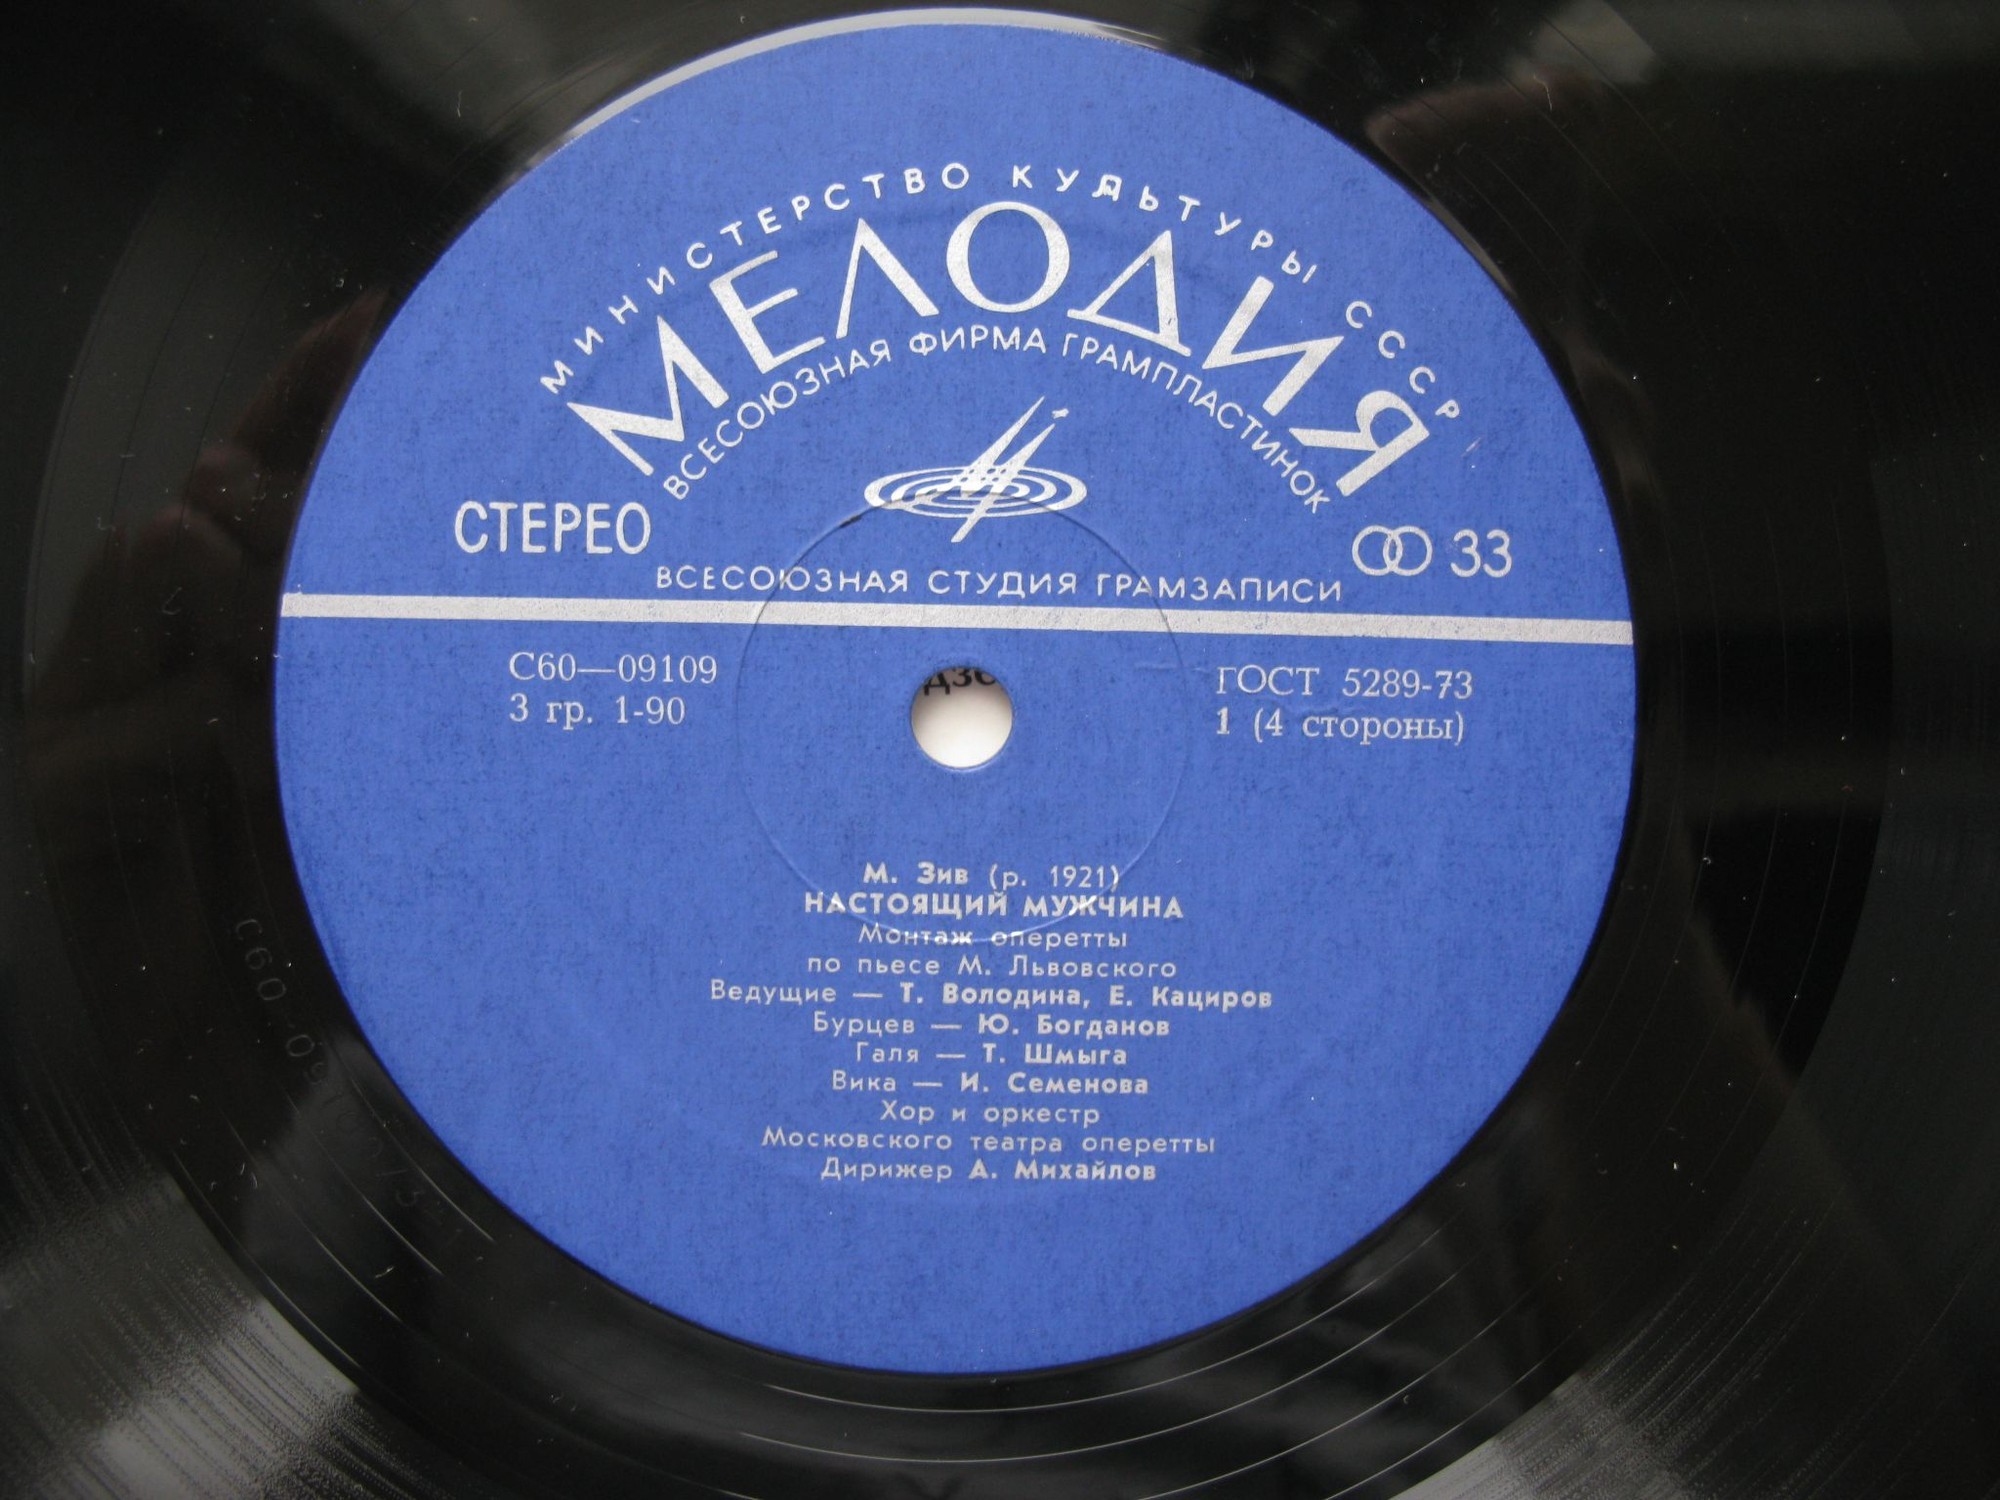 МИНИСТЕРСТВО КУЛЬТУРЫ СССР
МЕЛОДИЯ
ВСЕСОЮЗНАЯ ФИРМА ГРАМПЛАСТИНОК
СТЕРЕО
33
ВСЕСОЮЗНАЯ СТУДИЯ ГРАМЗАПИСИ
С60—09109
ГОСТ 5289-73
3 гр. 1-90
1 (4 стороны)
М. Зив (р. 1921)
НАСТОЯЩИЙ МУЖЧИНА
Монтаж оперетты
по пьесе М. Львовского
Ведущие — Т. Володина, Е. Кациров
Бурцев — Ю. Богданов
Галя — Т. Шмыга
Вика — И. Семенова
Хор и оркестр
Московского театра оперетты
Дирижер А. Михайлов